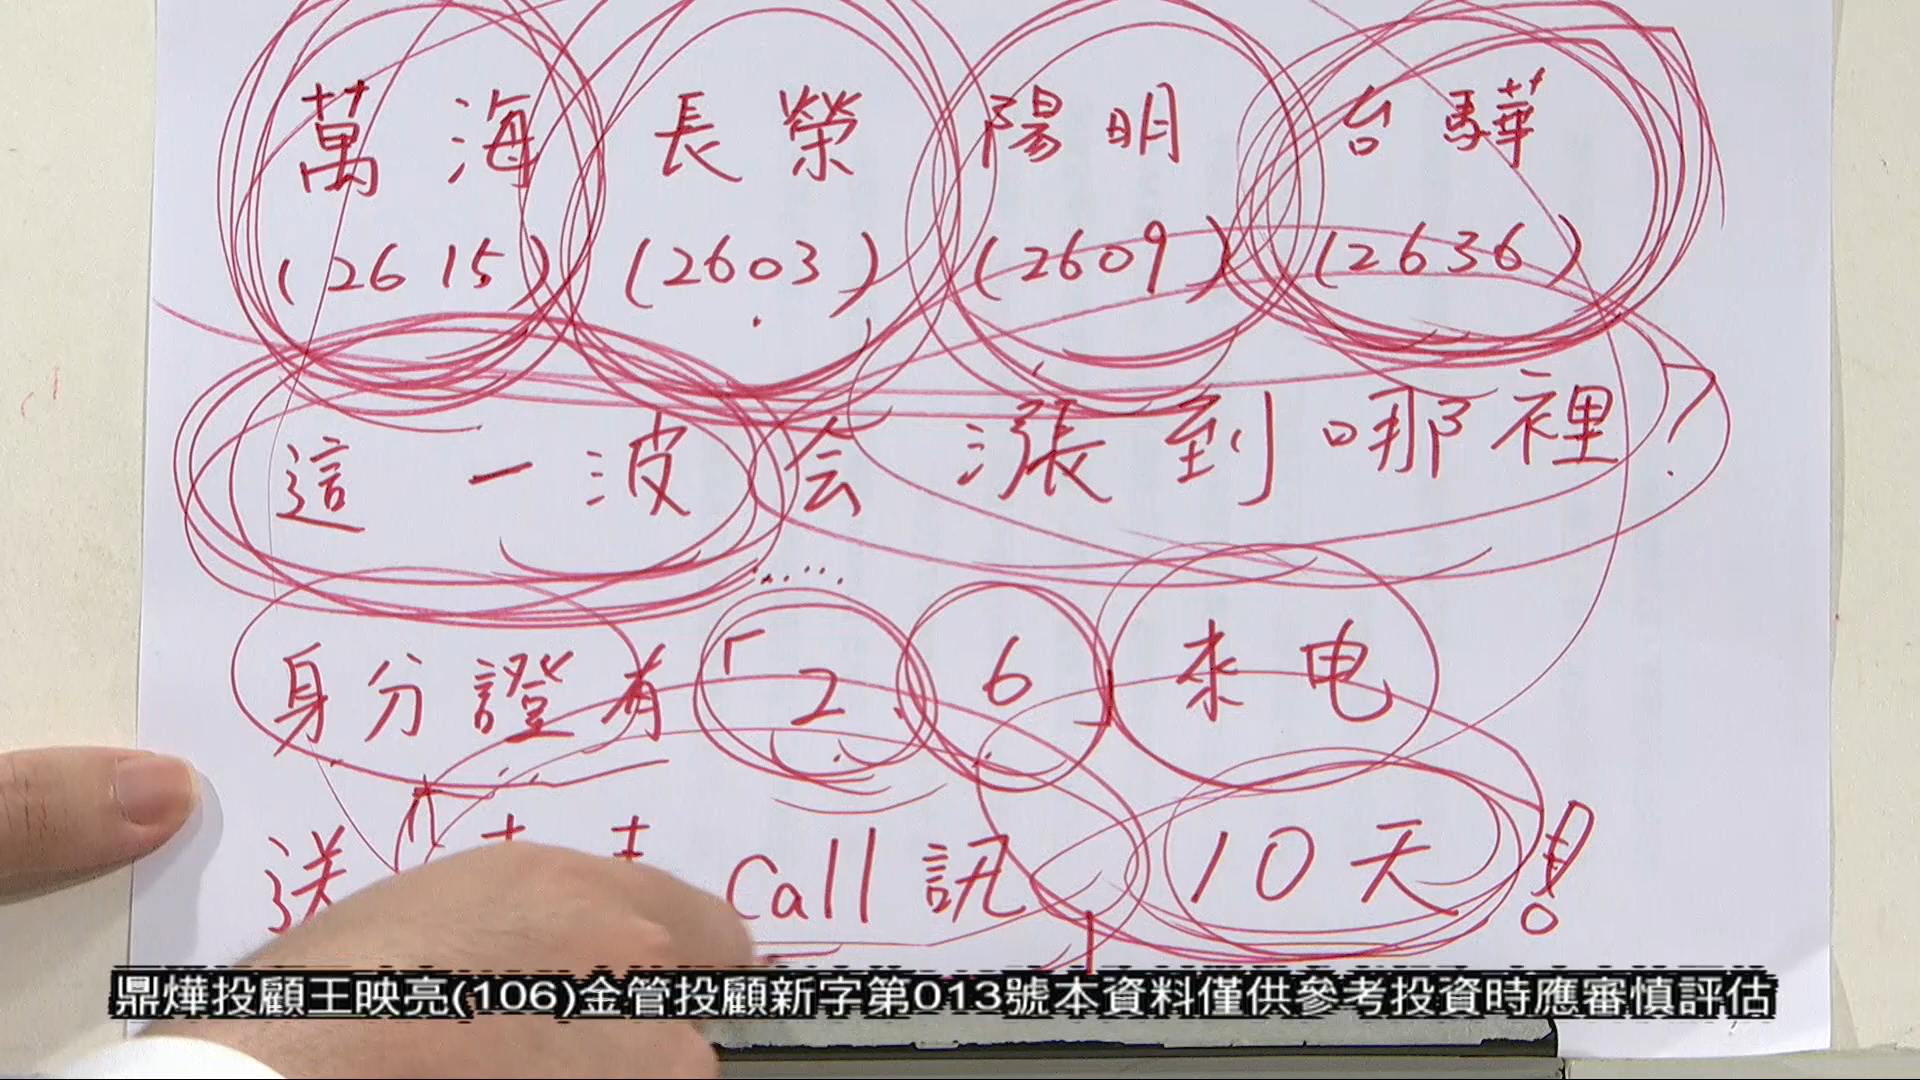 萬海 長榮 陽明 台驊
(2615) (2603) (2609) (2636)
這一波会漲到哪裡?
身分證有「2、6」来电
送 call訊 10天!
鼎燁投顧王映亮(106)金管投顧新字第013號本資料僅供參考投資時應審慎評估